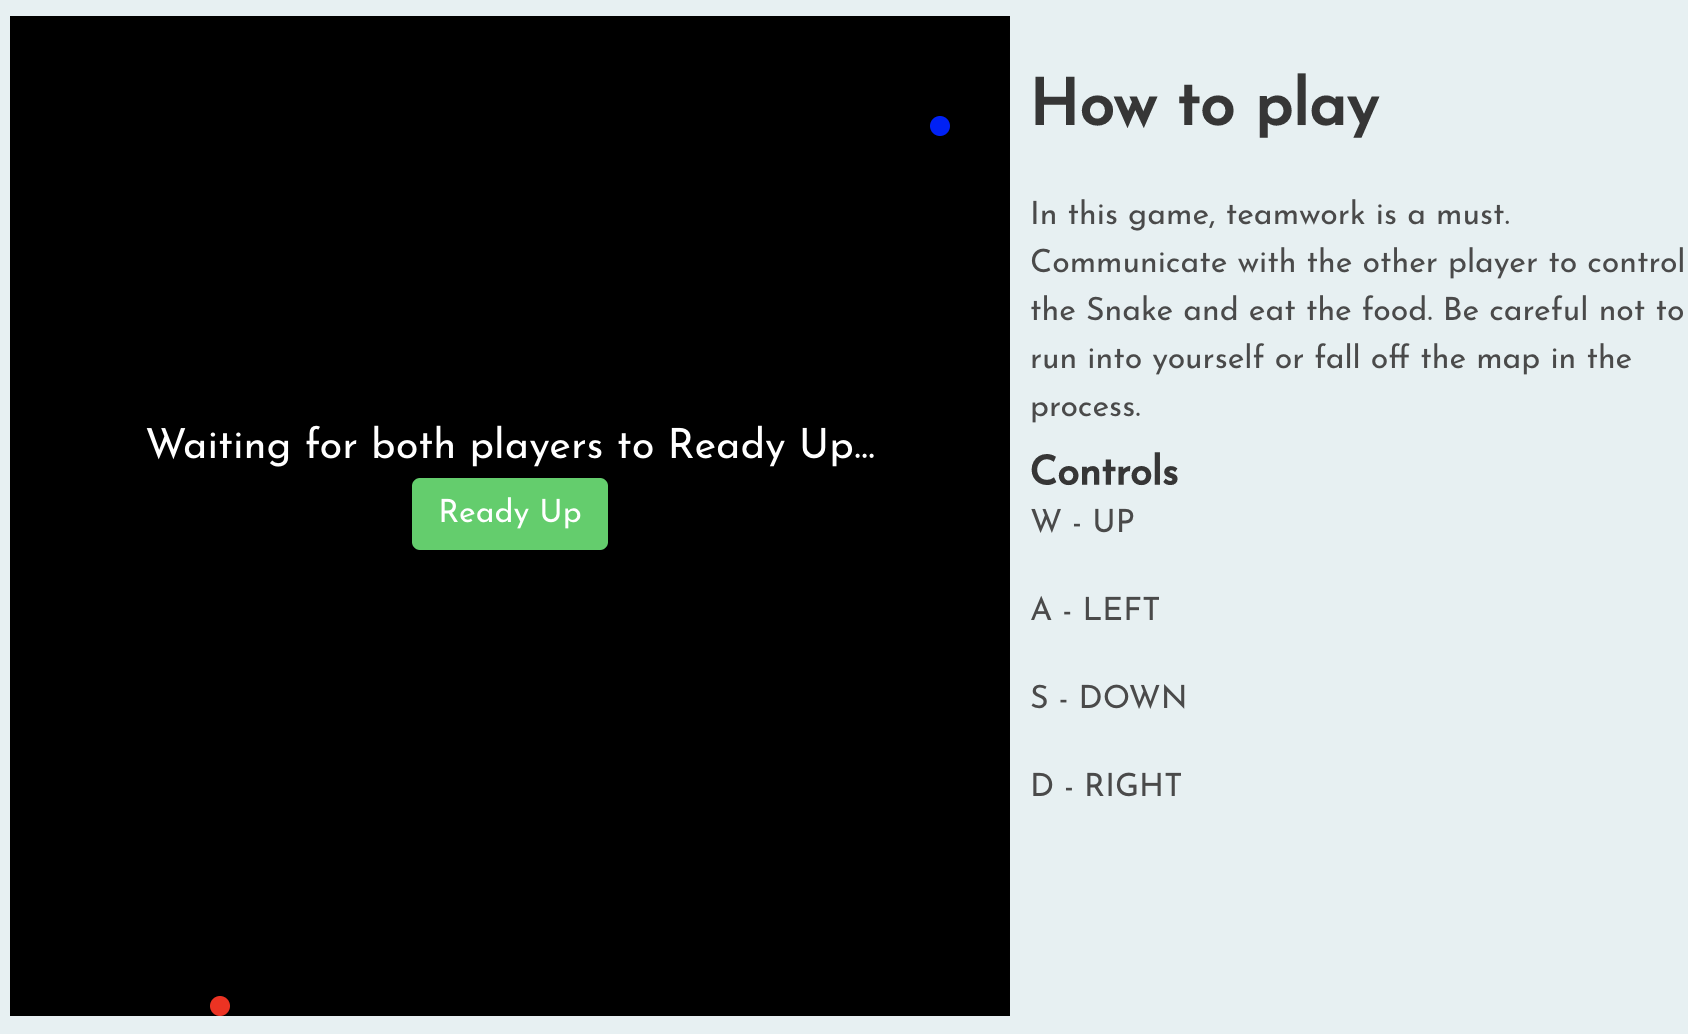 Waiting for both players to Ready Up...
Ready Up
How to play
In this game, teamwork is a must.
Communicate with the other player to control
the Snake and eat the food. Be careful not to
run into yourself or fall off the map in the
process.
Controls
W - UP
A - LEFT
S - DOWN
D - RIGHT